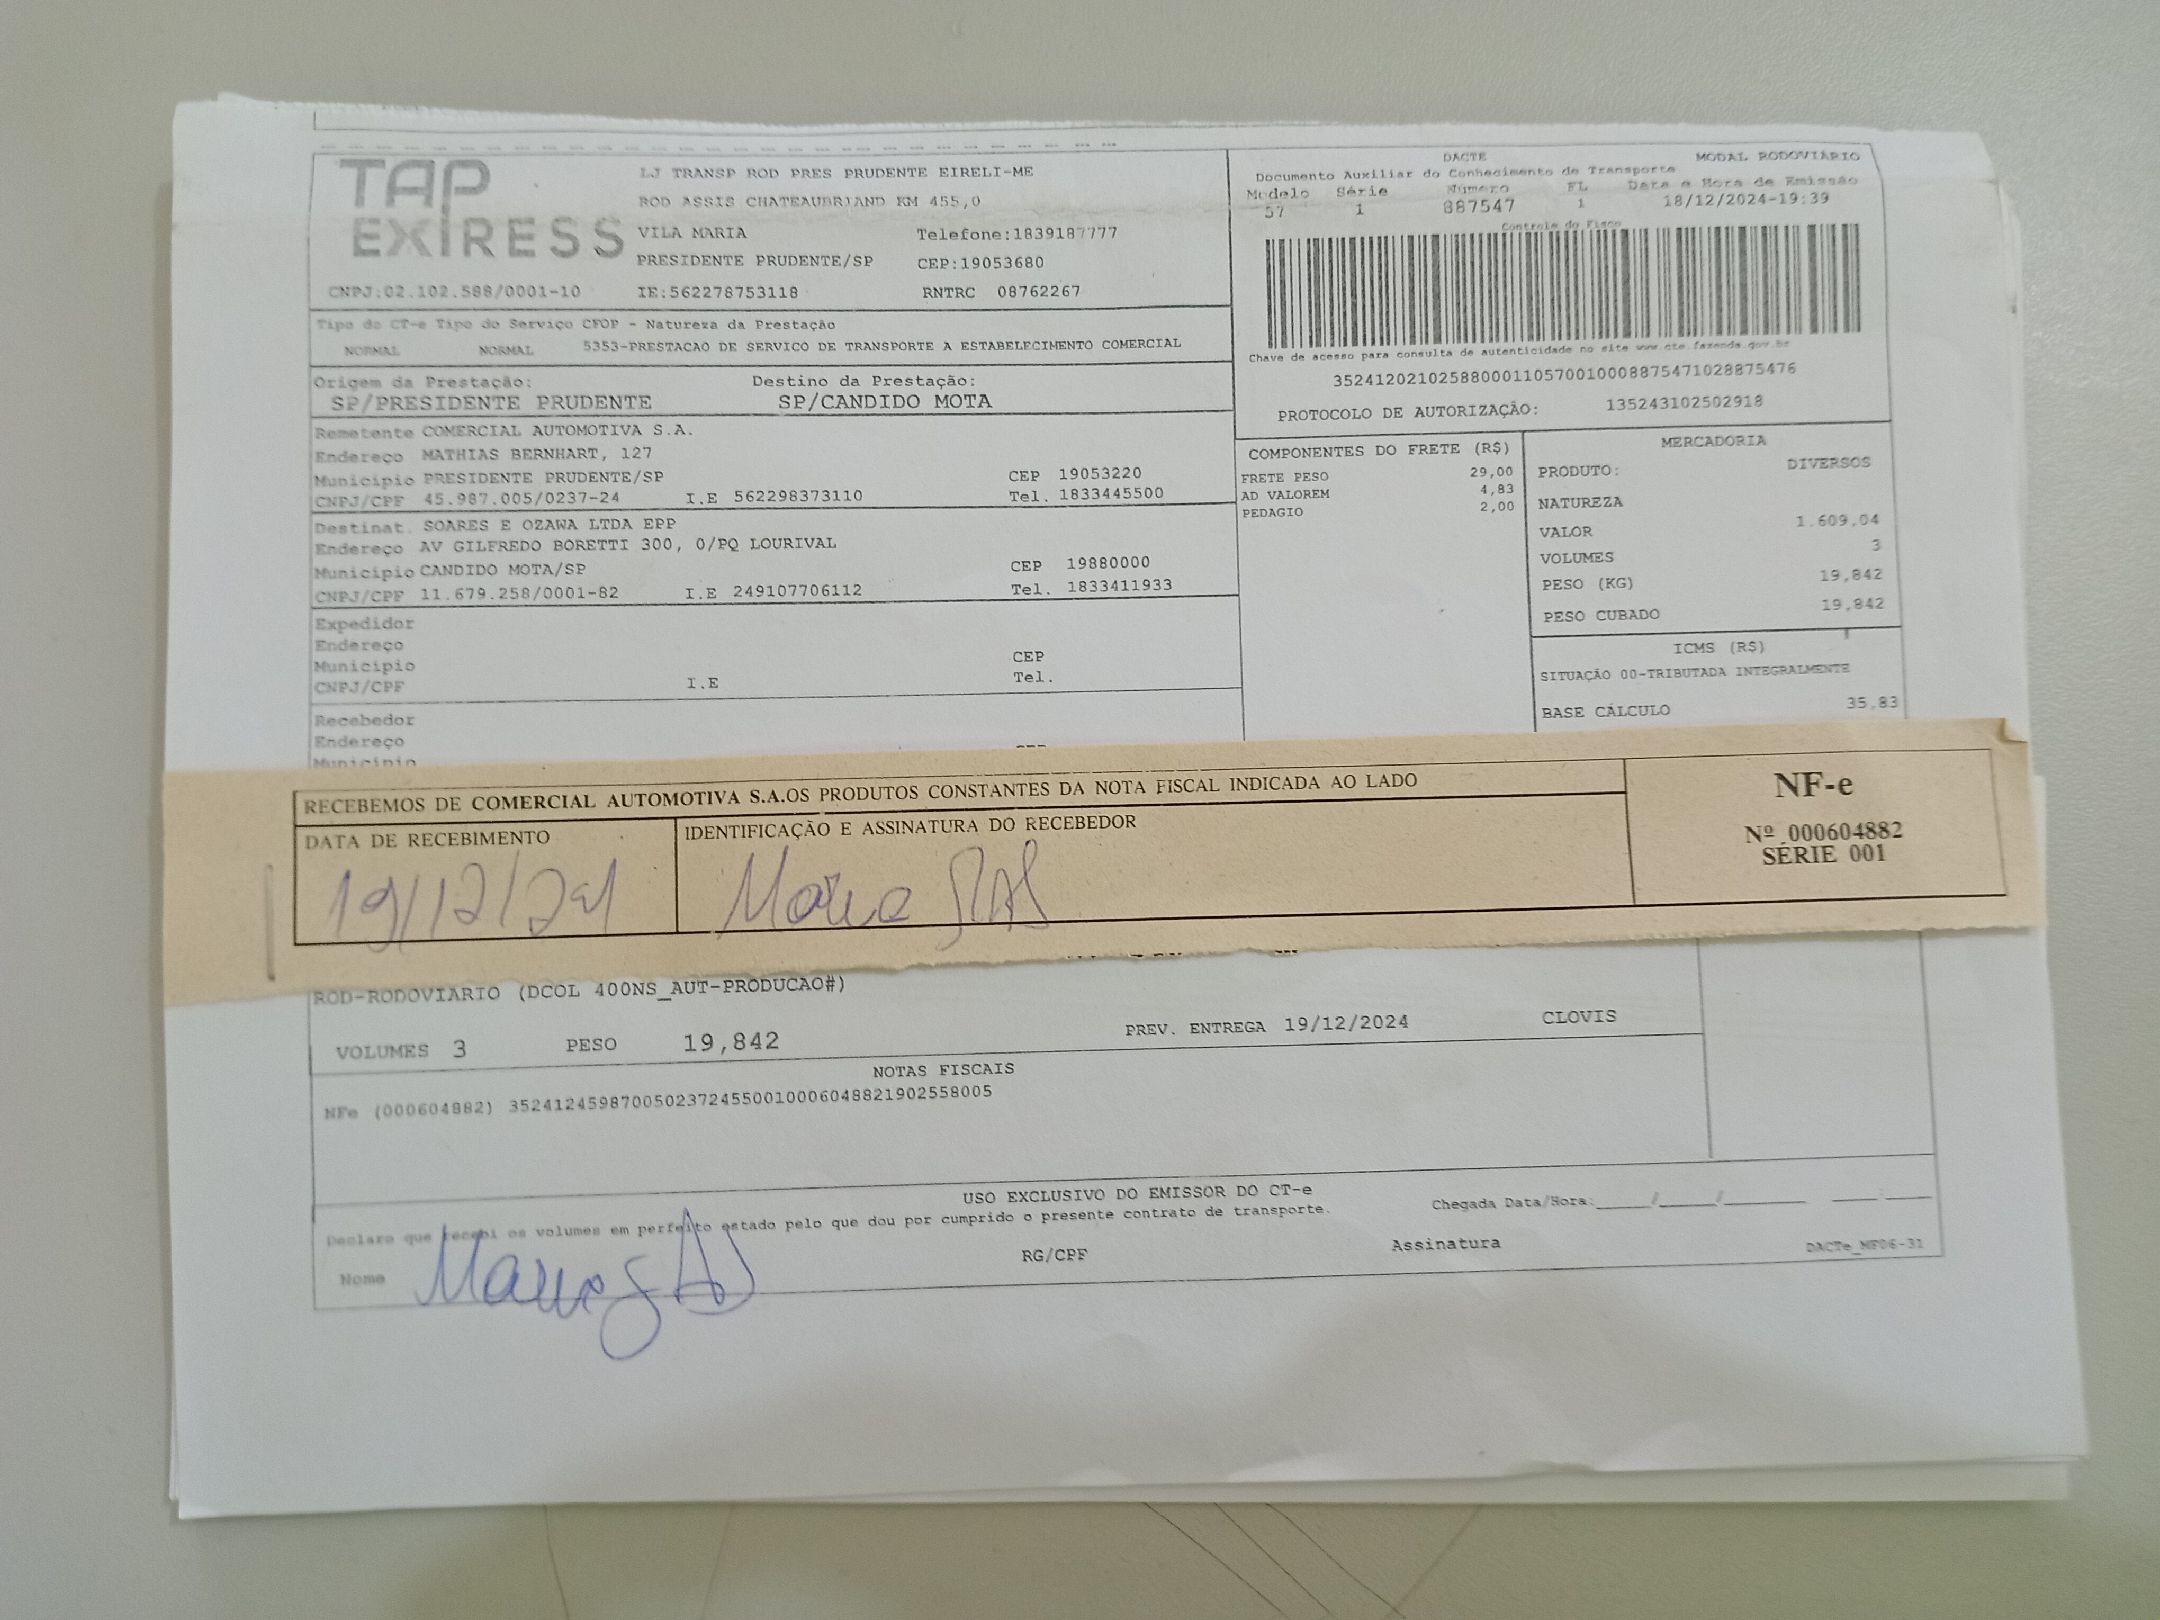 TAP
EXIRESS
LJ TRANSP ROD PRES PRUDENTE EIRELI-ME
ROD ASSIS CHATEAUBRIAND KM 455,0
VILA MARIA Telefone:1839187777
PRESIDENTE PRUDENTE/SP CEP:19053680
CNPJ:02.102.588/0001-10 IE:562278753118 RNTRC 08762267
DACTE MODAL RODOVIÁRIO
Documento Auxiliar do Conhecimento de Transporte
Modelo Série Número FL Data e Hora de Emissão
57 1 887547 1 18/12/2024-19:39
Controle do Fisco
Chave de acesso para consulta de autenticidade no site www.cte.fazenda.gov.br
35241202102588000110570010008875471028875476
PROTOCOLO DE AUTORIZAÇÃO: 135243102502918
Tipo do CT-e Tipo do Serviço CFOP - Natureza da Prestação
NORMAL NORMAL 5353-PRESTACAO DE SERVICO DE TRANSPORTE A ESTABELECIMENTO COMERCIAL
Origem da Prestação: Destino da Prestação:
SP/PRESIDENTE PRUDENTE SP/CANDIDO MOTA
Remetente COMERCIAL AUTOMOTIVA S.A.
Endereço MATHIAS BERNHART, 127
Município PRESIDENTE PRUDENTE/SP CEP 19053220
CNPJ/CPF 45.987.005/0237-24 I.E 562298373110 Tel. 1833445500
Destinat. SOARES E OZAWA LTDA EPP
Endereço AV GILFREDO BORETTI 300, 0/PQ LOURIVAL
Município CANDIDO MOTA/SP CEP 19880000
CNPJ/CPF 11.679.258/0001-82 I.E 249107706112 Tel. 1833411933
Expedidor
Endereço
Município CEP
CNPJ/CPF I.E Tel.
Recebedor
Endereço
Município
COMPONENTES DO FRETE (R$)
FRETE PESO 29,00
AD VALOREM 4,83
PEDAGIO 2,00
MERCADORIA
PRODUTO: DIVERSOS
NATUREZA
VALOR 1.609,04
VOLUMES 3
PESO (KG) 19,842
PESO CUBADO 19,842
ICMS (R$)
SITUAÇÃO 00-TRIBUTADA INTEGRALMENTE
BASE CÁLCULO 35,83
RECEBEMOS DE COMERCIAL AUTOMOTIVA S.A.OS PRODUTOS CONSTANTES DA NOTA FISCAL INDICADA AO LADO
DATA DE RECEBIMENTO IDENTIFICAÇÃO E ASSINATURA DO RECEBEDOR
19/12/24
NF-e
Nº 000604882
SÉRIE 001
ROD-RODOVIARIO (DCOL 400NS_AUT-PRODUCAO#)
VOLUMES 3 PESO 19,842 PREV. ENTREGA 19/12/2024 CLOVIS
NOTAS FISCAIS
NFe (000604882) 35241245987005023724550010006048821902558005
USO EXCLUSIVO DO EMISSOR DO CT-e
Declaro que recebi os volumes em perfeito estado pelo que dou por cumprido o presente contrato de transporte.
Chegada Data/Hora:____/____/______ ____:____
Nome RG/CPF Assinatura DACTe_MF06-31